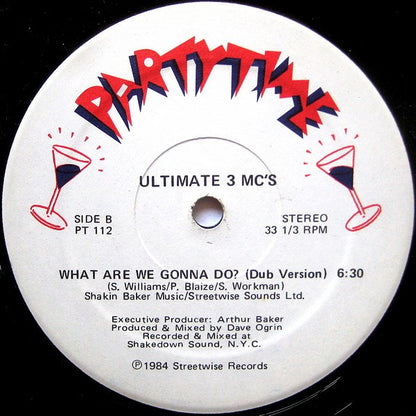 PARTYTIME
ULTIMATE 3 MC'S
SIDE B
PT 112
STEREO
33 1/3 RPM
WHAT ARE WE GONNA DO? (Dub Version) 6:30
(S. Williams/P. Blaize/S. Workman)
Shakin Baker Music/Streetwise Sounds Ltd.
Executive Producer: Arthur Baker
Produced & Mixed by Dave Ogrin
Recorded & Mixed at
Shakedown Sound, N.Y.C.
℗1984 Streetwise Records